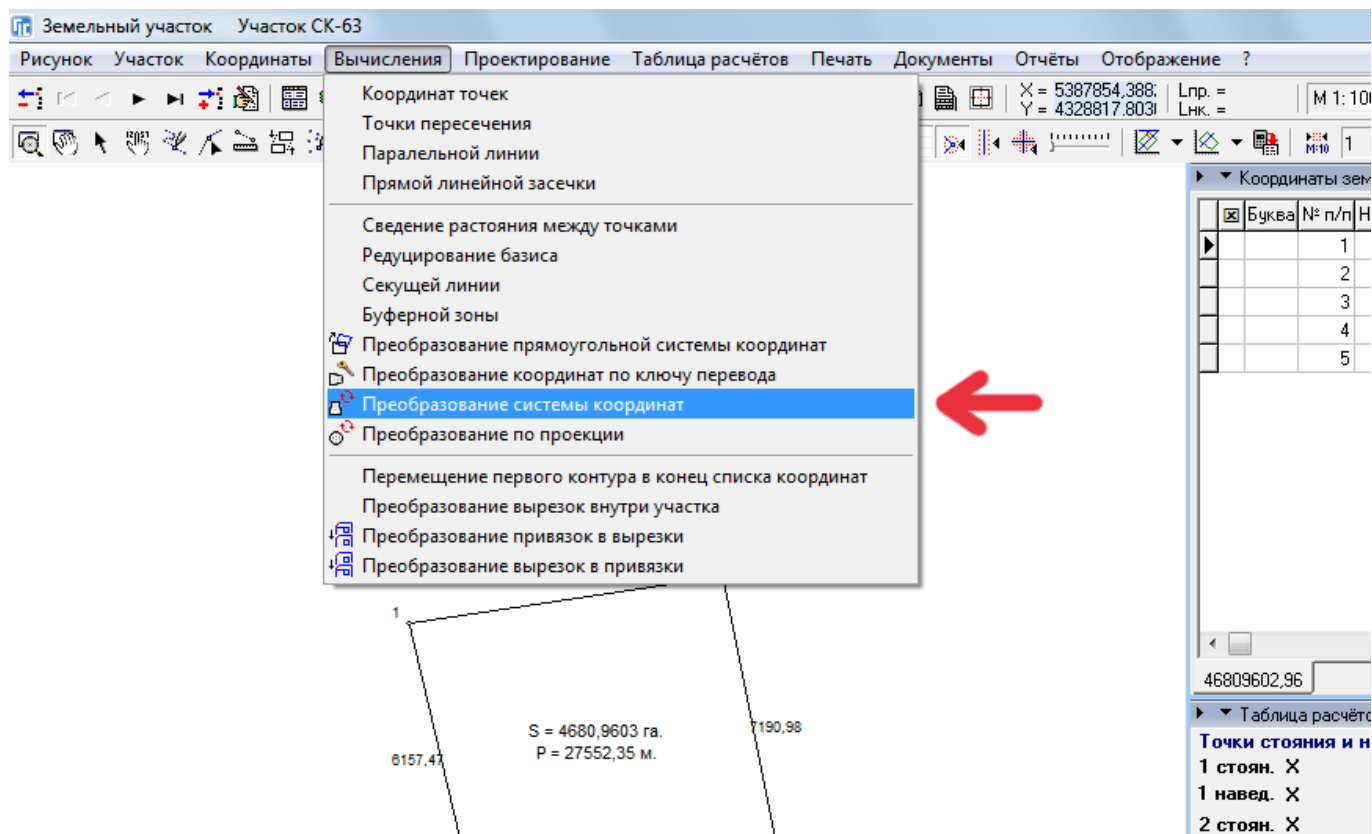 Земельный участок Участок СК-63
Рисунок Участок Координаты Вычисления Проектирование Таблица расчётов Печать Документы Отчёты Отображение ?
X = 5387854,388; Lпр. =
Y = 4328817.803 Lнк. =
М 1: 100
М:10 1
Координат точек
Точки пересечения
Паралельной линии
Прямой линейной засечки
Сведение растояния между точками
Редуцирование базиса
Секущей линии
Буферной зоны
Преобразование прямоугольной системы координат
Преобразование координат по ключу перевода
Преобразование системы координат
Преобразование по проекции
Перемещение первого контура в конец списка координат
Преобразование вырезок внутри участка
Преобразование привязок в вырезки
Преобразование вырезок в привязки
1
S = 4680,9603 га.
P = 27552,35 м.
6157,47
7190,98
Координаты зем
Буква № п/п Н
1
2
3
4
5
46809602,96
Таблица расчёто
Точки стояния и н
1 стоян. X
1 навед. X
2 стоян. X